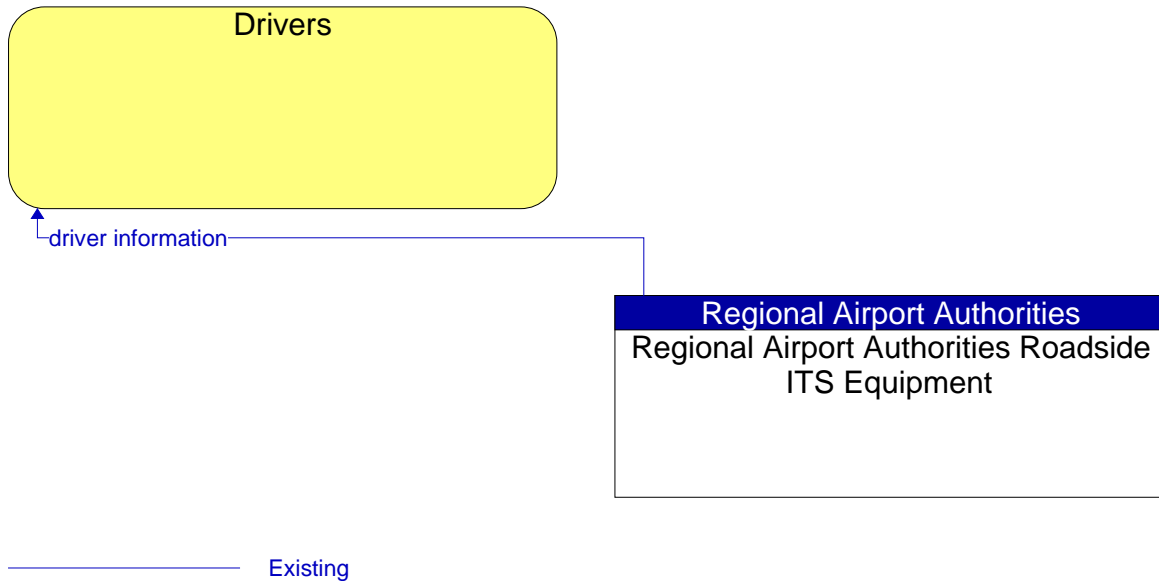 Drivers
driver information
Regional Airport Authorities
Regional Airport Authorities Roadside
ITS Equipment
Existing